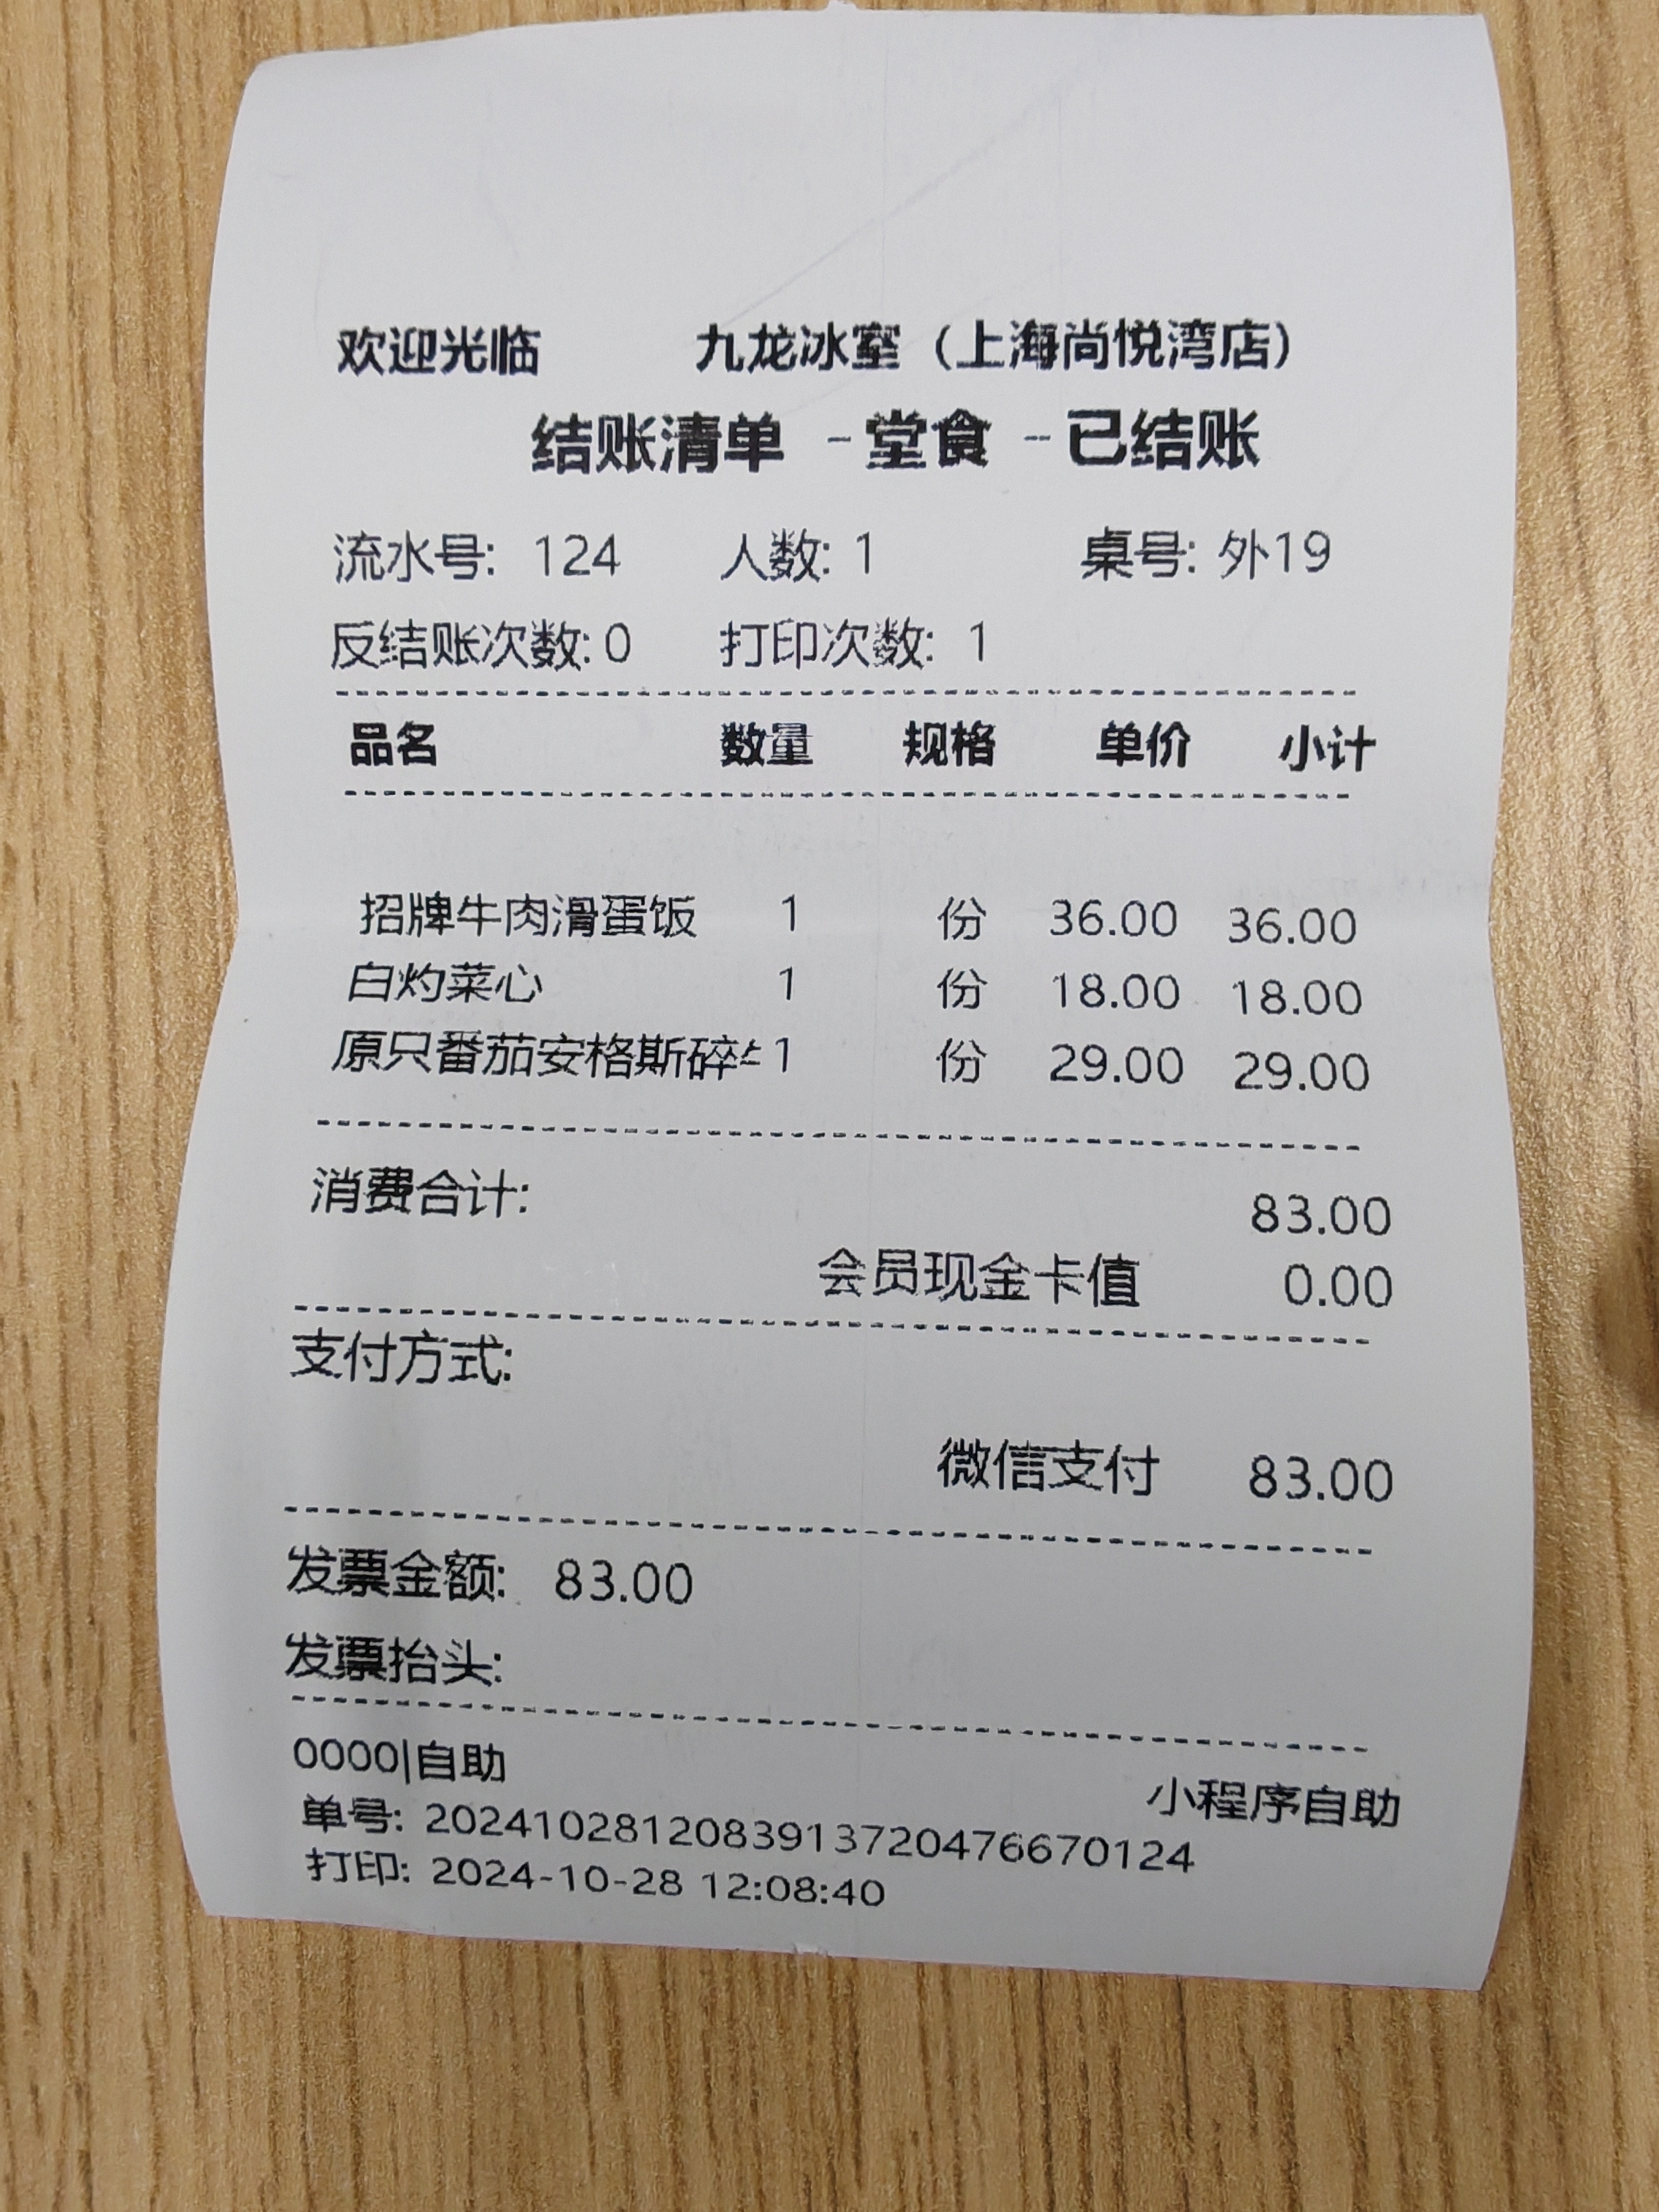 欢迎光临 九龙冰室（上海尚悦湾店）
结账清单 -堂食 -已结账
流水号: 124 人数: 1 桌号: 外19
反结账次数: 0 打印次数: 1
品名 数量 规格 单价 小计
招牌牛肉滑蛋饭 1 份 36.00 36.00
白灼菜心 1 份 18.00 18.00
原只番茄安格斯碎 1 份 29.00 29.00
消费合计: 83.00
会员现金卡值 0.00
支付方式:
微信支付 83.00
发票金额: 83.00
发票抬头:
0000|自助 小程序自助
单号: 2024102812083913720476670124
打印: 2024-10-28 12:08:40